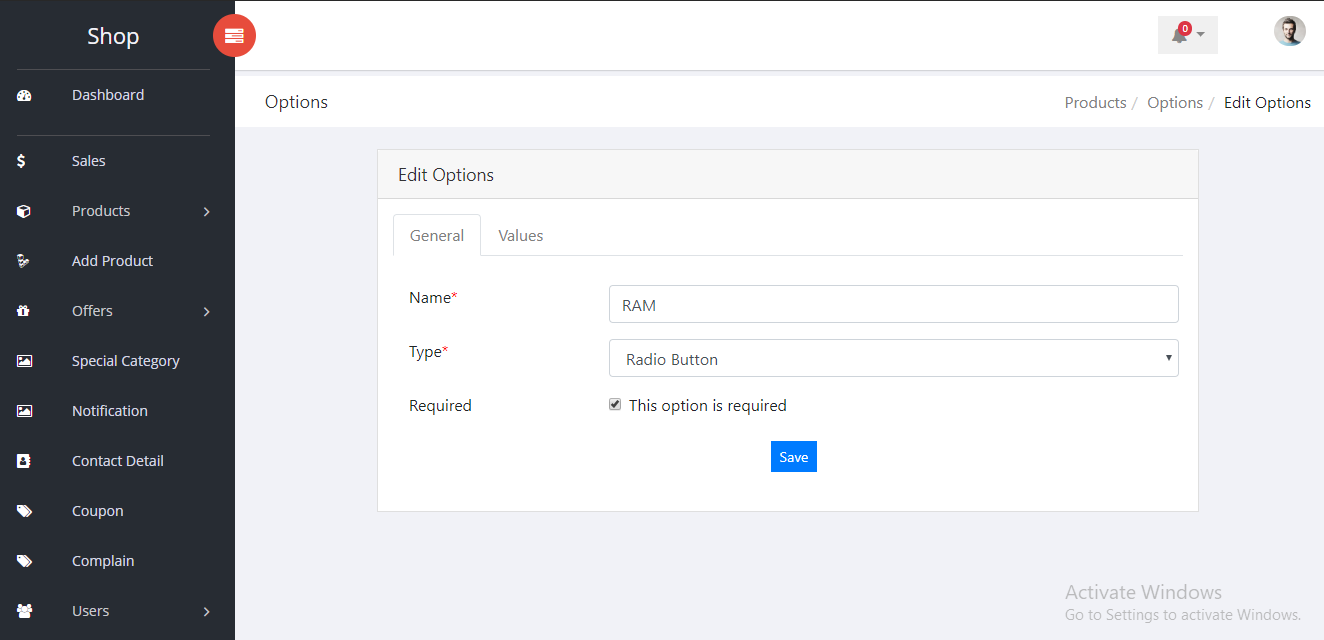 Shop
0
Dashboard
Options
Products / Options / Edit Options
Sales
Products
Add Product
Offers
Special Category
Notification
Contact Detail
Coupon
Complain
Users
Edit Options
General Values
Name*
RAM
Type*
Radio Button
Required
This option is required
Save
Activate Windows
Go to Settings to activate Windows.